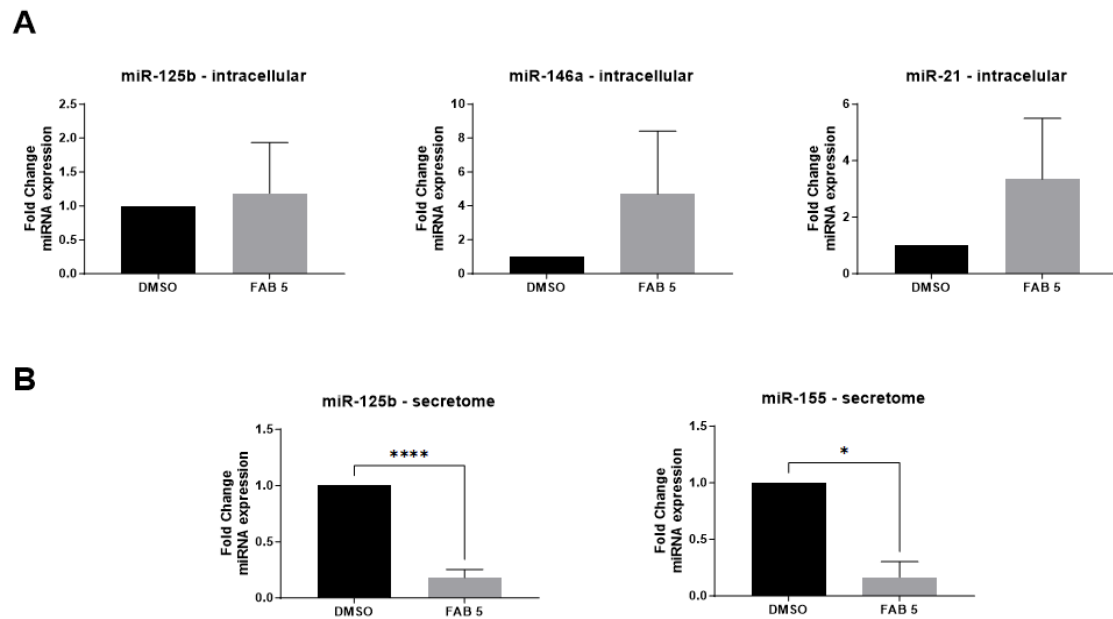 A
miR-125b - intracellular
Fold Change
miRNA expression
2.5
2.0
1.5
1.0
0.5
0.0
DMSO
FAB 5
miR-146a - intracellular
Fold Change
miRNA expression
10
8
6
4
2
0
DMSO
FAB 5
miR-21 - intracellular
Fold Change
miRNA expression
6
4
2
0
DMSO
FAB 5
B
miR-125b - secretome
Fold Change
miRNA expression
1.5
1.0
0.5
0.0
****
DMSO
FAB 5
miR-155 - secretome
Fold Change
miRNA expression
1.5
1.0
0.5
0.0
*
DMSO
FAB 5